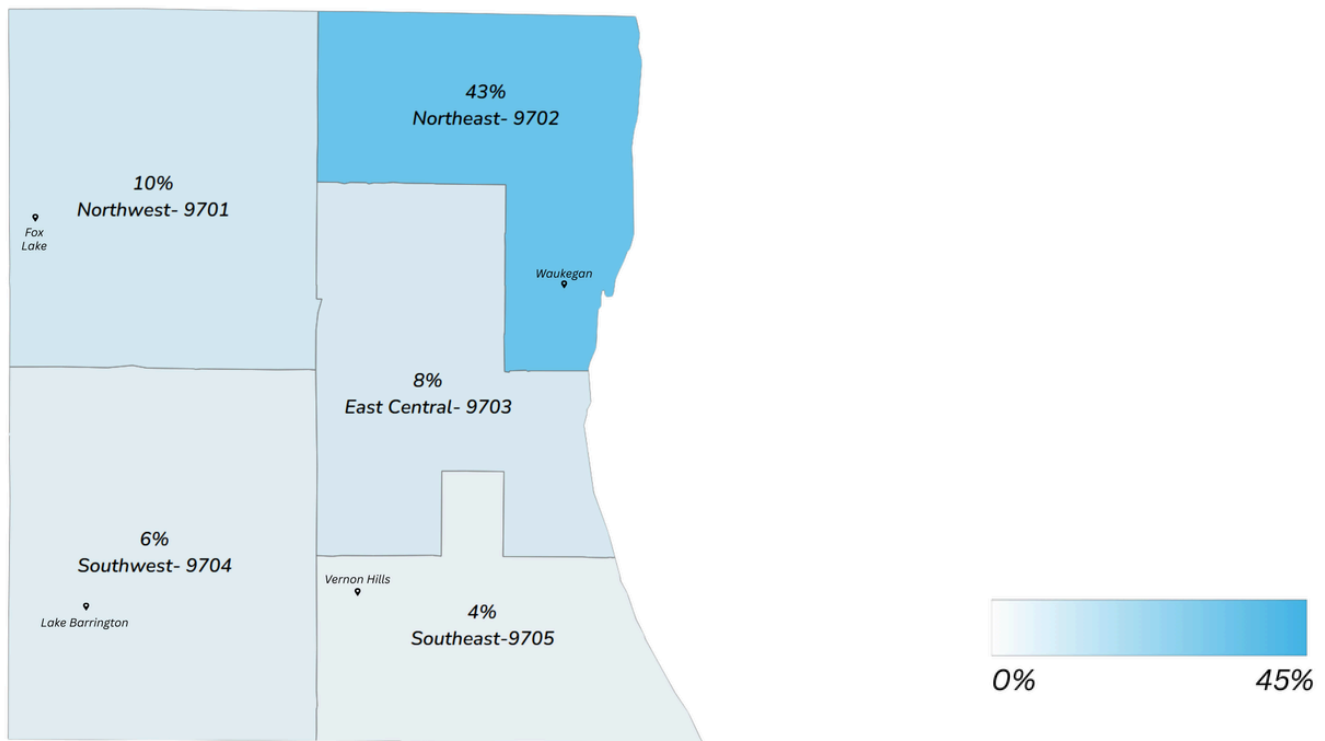 43%
Northeast- 9702
10%
Northwest- 9701
Fox
Lake
Waukegan
8%
East Central- 9703
6%
Southwest- 9704
Lake Barrington
Vernon Hills
4%
Southeast-9705
0%
45%